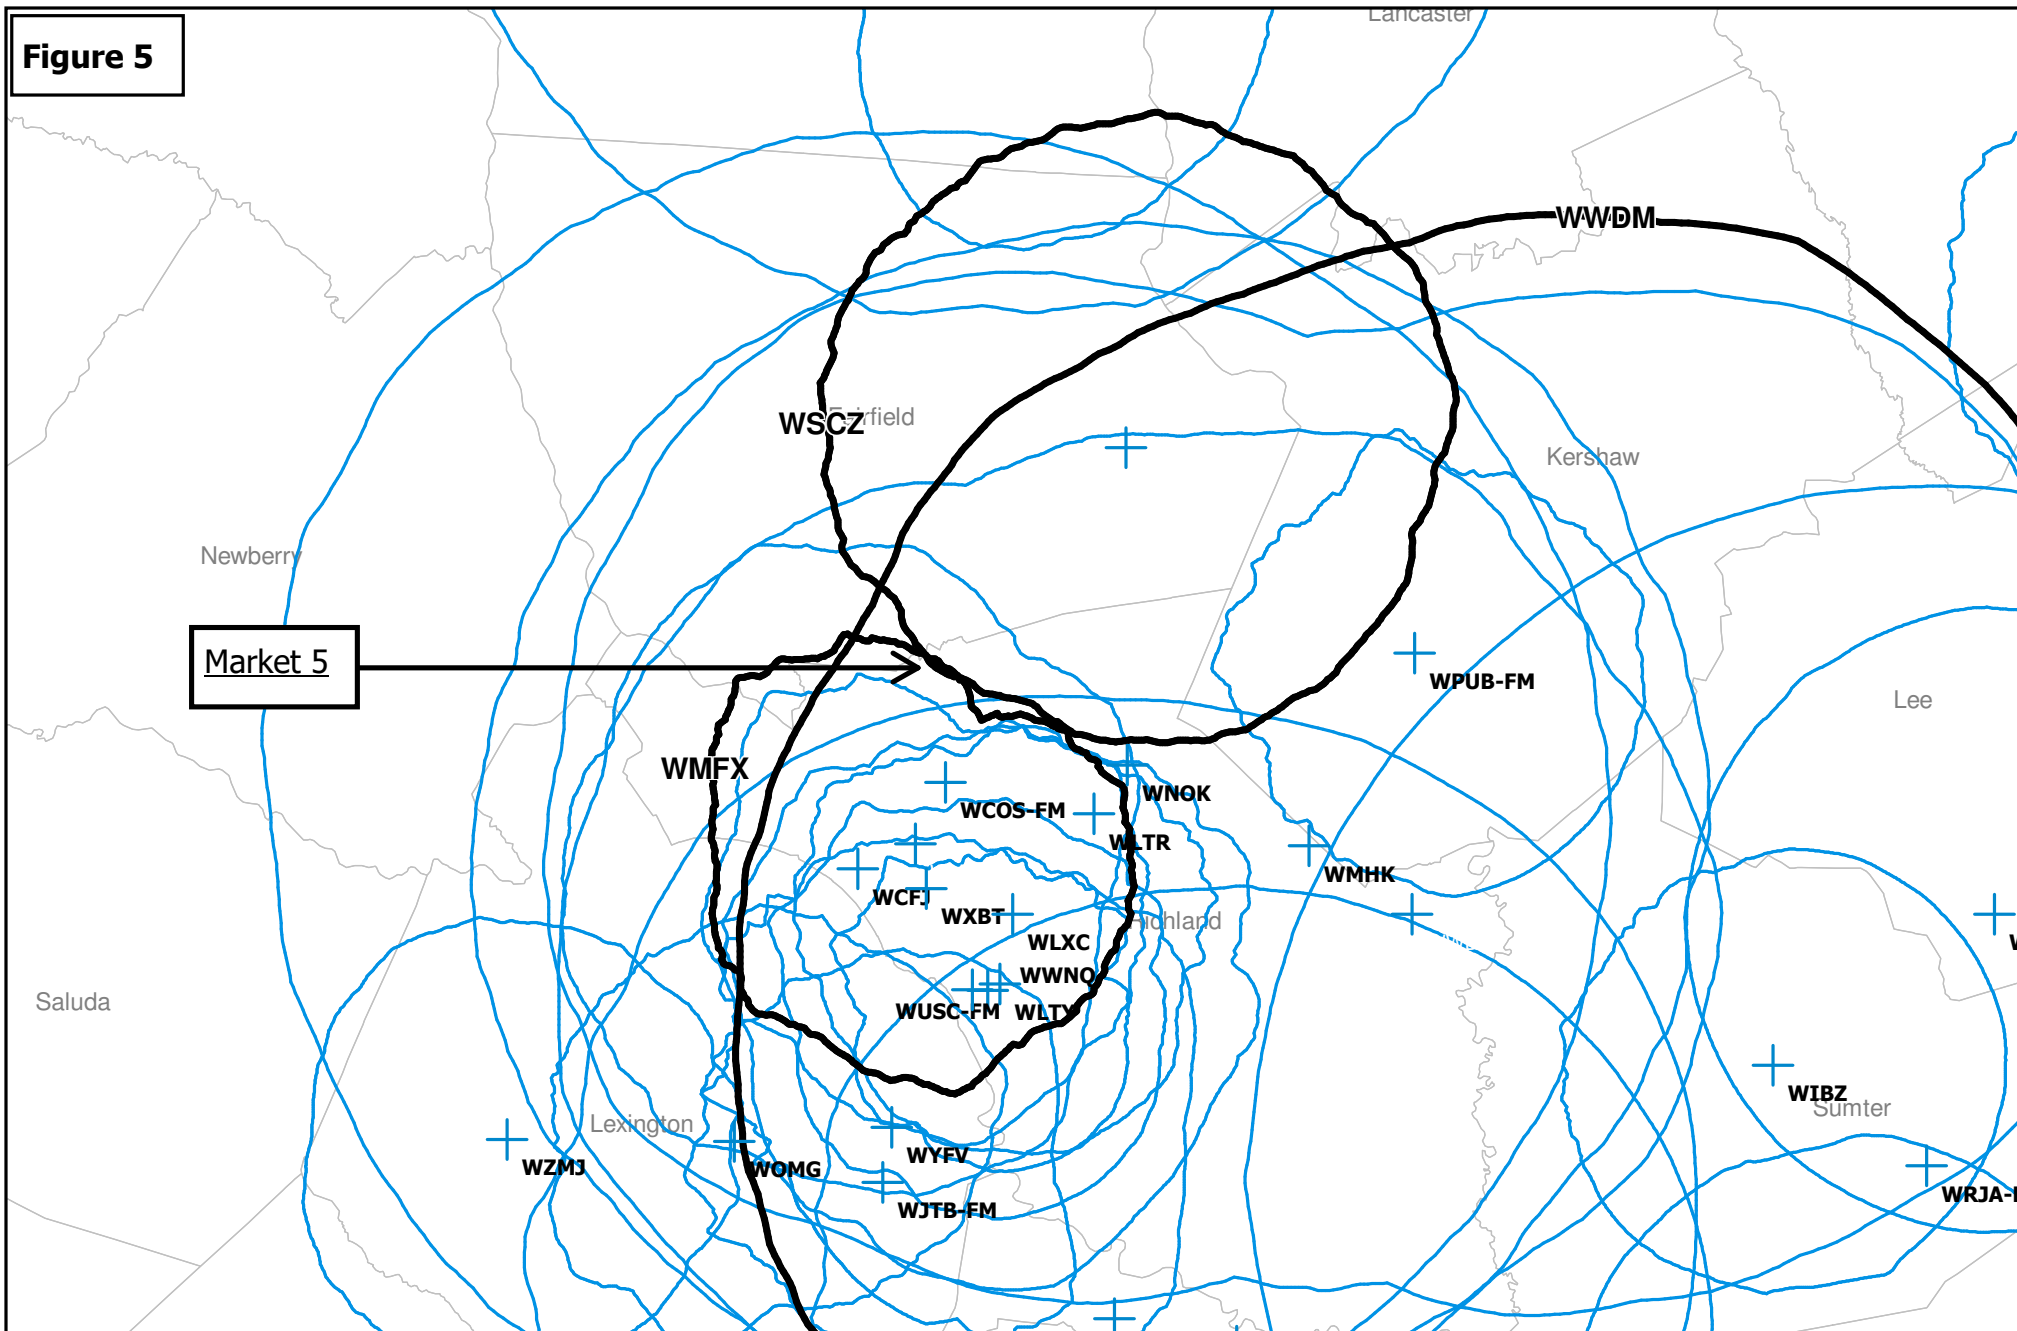 Lancaster
Figure 5
WWDM
WSCZ
Fairfield
Kershaw
Newberry
Market 5
WPUB-FM
Lee
WMFX
WNOK
WCOS-FM
WLTR
WMHK
WCFJ
WXBT
Richland
WLXC
WWNQ
Saluda
WUSC-FM
WLTY
WIBZ
Sumter
Lexington
WYFV
WZMJ
WOMG
WRJA-
WJTB-FM